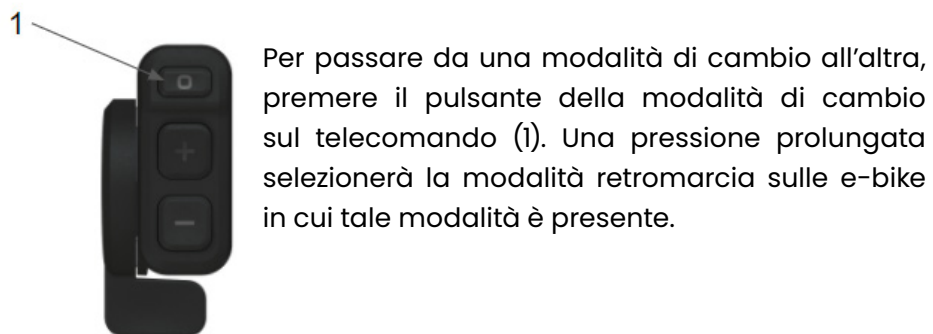 1
Per passare da una modalità di cambio all'altra,
premere il pulsante della modalità di cambio
sul telecomando (1). Una pressione prolungata
selezionerà la modalità retromarcia sulle e-bike
in cui tale modalità è presente.